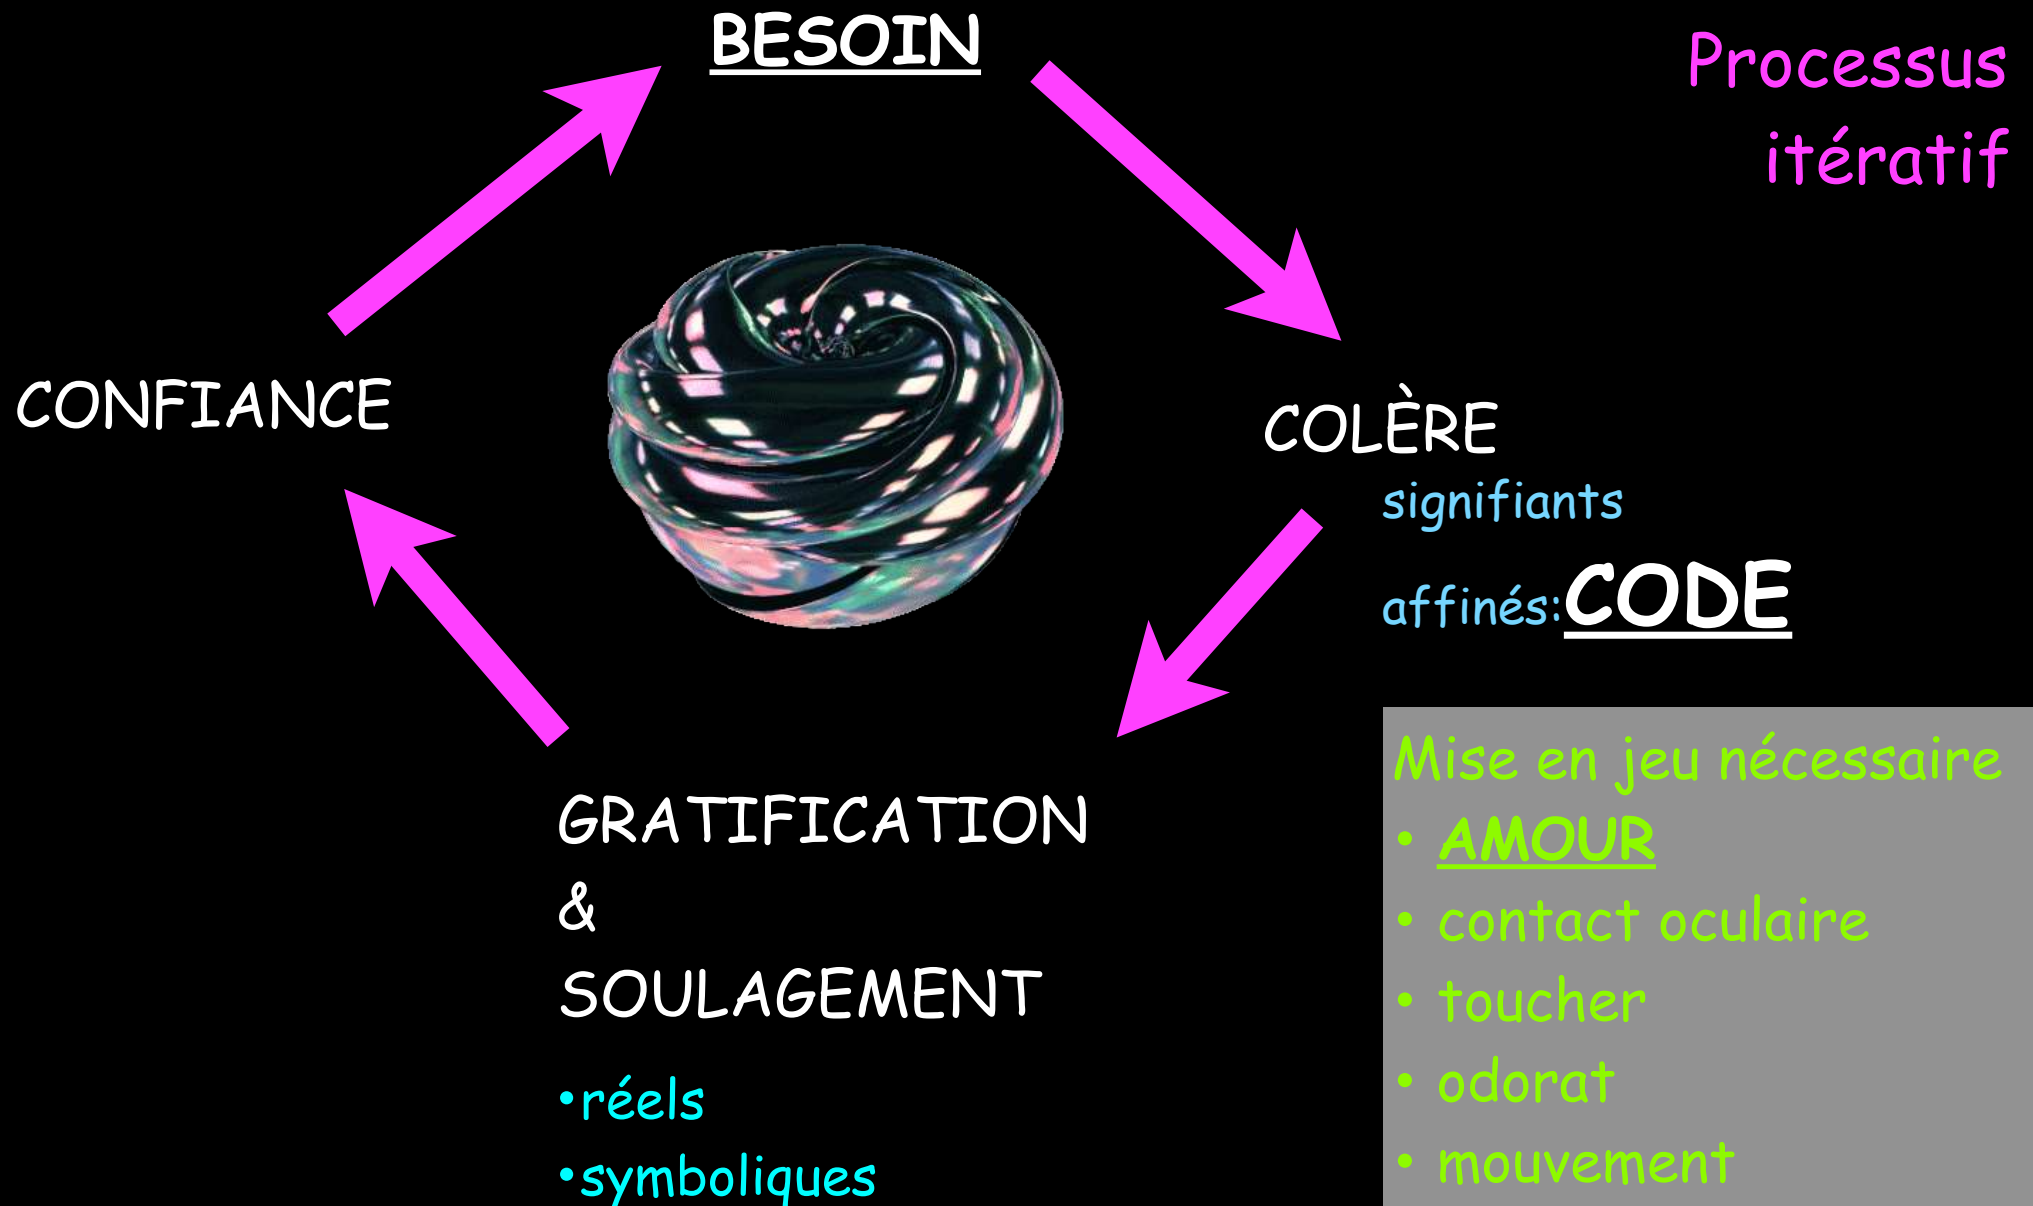 BESOIN
Processus
itératif
CONFIANCE
COLÈRE
signifiants
affinés:CODE
GRATIFICATION
&
SOULAGEMENT
•réels
•symboliques
Mise en jeu nécessaire
• AMOUR
• contact oculaire
• toucher
• odorat
• mouvement